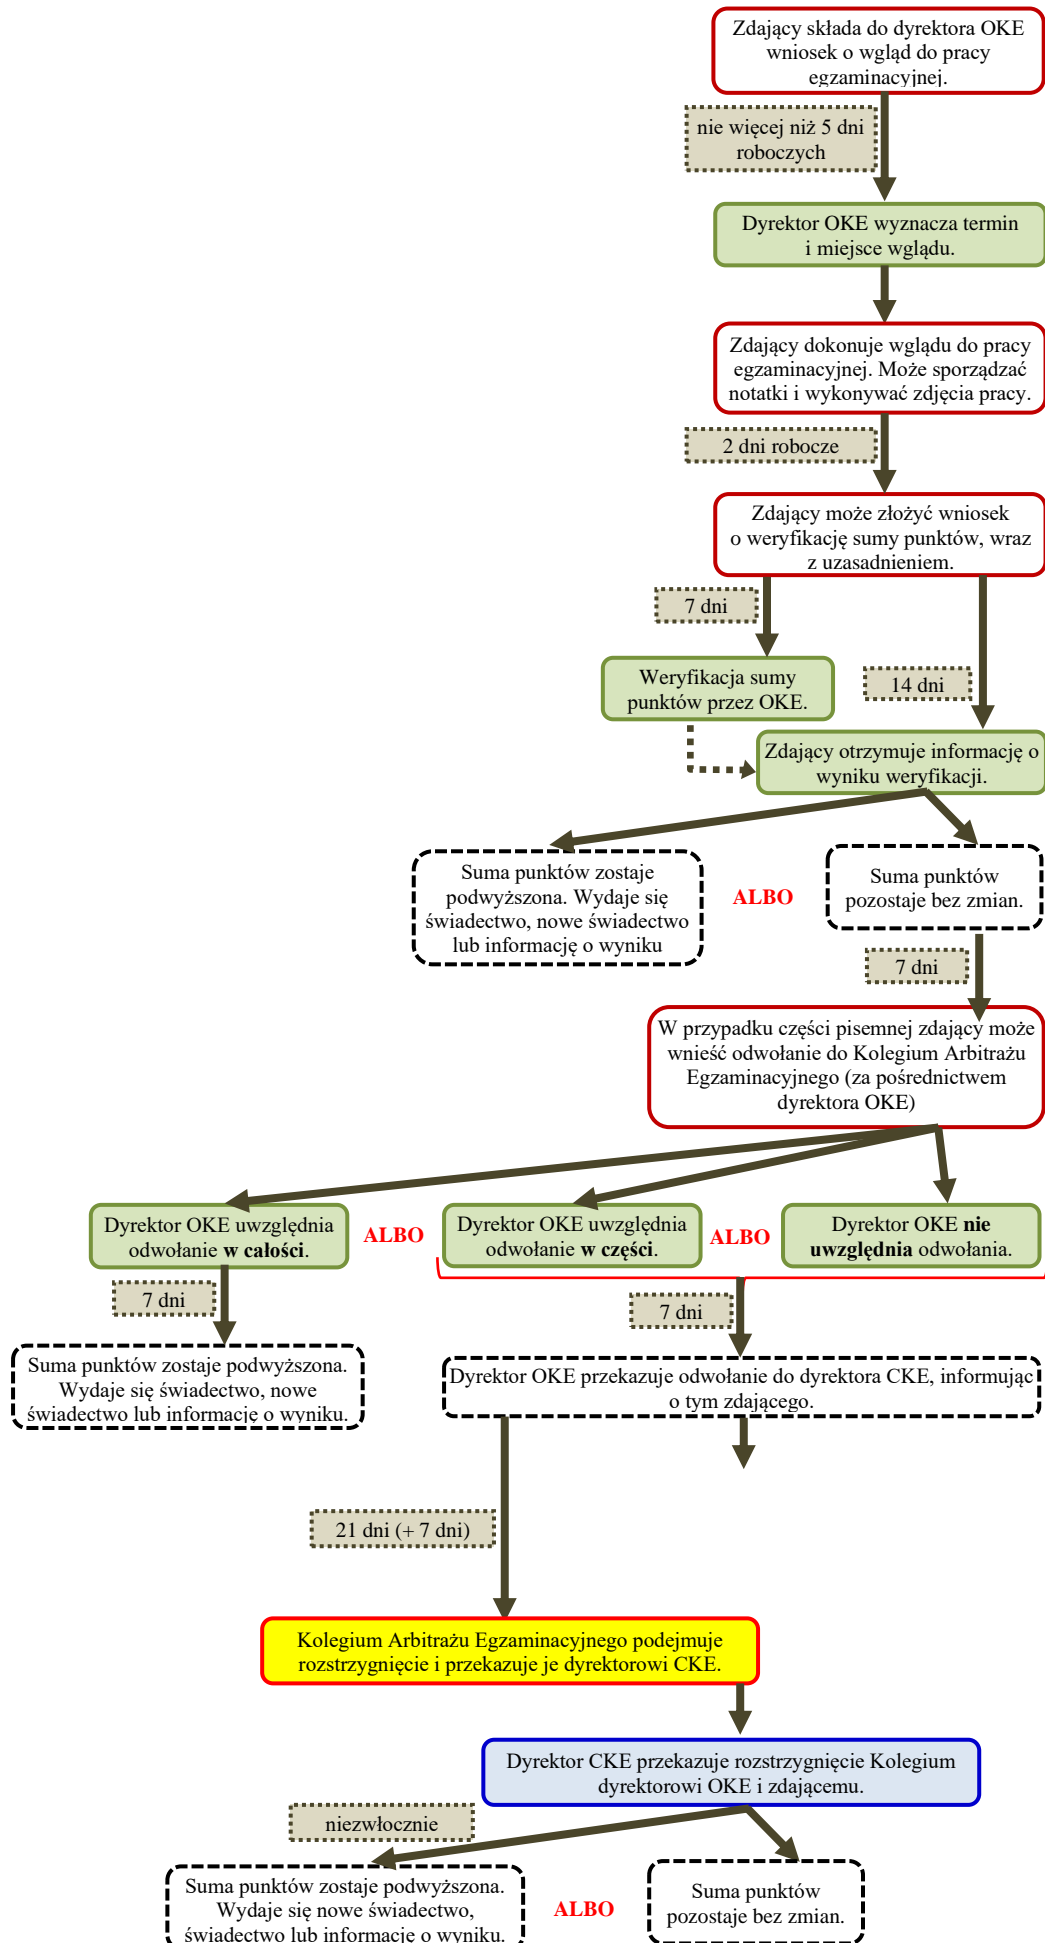 Zdający składa do dyrektora OKE
wniosek o wgląd do pracy
egzaminacyjnej.
nie więcej niż 5 dni
roboczych
Dyrektor OKE wyznacza termin
i miejsce wglądu.
Zdający dokonuje wglądu do pracy
egzaminacyjnej. Może sporządzać
notatki i wykonywać zdjęcia pracy.
2 dni robocze
Zdający może złożyć wniosek
o weryfikację sumy punktów, wraz
z uzasadnieniem.
7 dni
Weryfikacja sumy
punktów przez OKE.
14 dni
Zdający otrzymuje informację o
wyniku weryfikacji.
Suma punktów zostaje
podwyższona. Wydaje się
świadectwo, nowe świadectwo
lub informację o wyniku
ALBO
Suma punktów
pozostaje bez zmian.
7 dni
W przypadku części pisemnej zdający może
wnieść odwołanie do Kolegium Arbitrażu
Egzaminacyjnego (za pośrednictwem
dyrektora OKE)
Dyrektor OKE uwzględnia
odwołanie w całości.
ALBO
Dyrektor OKE uwzględnia
odwołanie w części.
ALBO
Dyrektor OKE nie
uwzględnia odwołania.
7 dni
7 dni
Suma punktów zostaje podwyższona.
Wydaje się świadectwo, nowe
świadectwo lub informację o wyniku.
Dyrektor OKE przekazuje odwołanie do dyrektora CKE, informując
o tym zdającego.
21 dni (+ 7 dni)
Kolegium Arbitrażu Egzaminacyjnego podejmuje
rozstrzygnięcie i przekazuje je dyrektorowi CKE.
Dyrektor CKE przekazuje rozstrzygnięcie Kolegium
dyrektorowi OKE i zdającemu.
niezwłocznie
Suma punktów zostaje podwyższona.
Wydaje się nowe świadectwo,
świadectwo lub informację o wyniku.
ALBO
Suma punktów
pozostaje bez zmian.